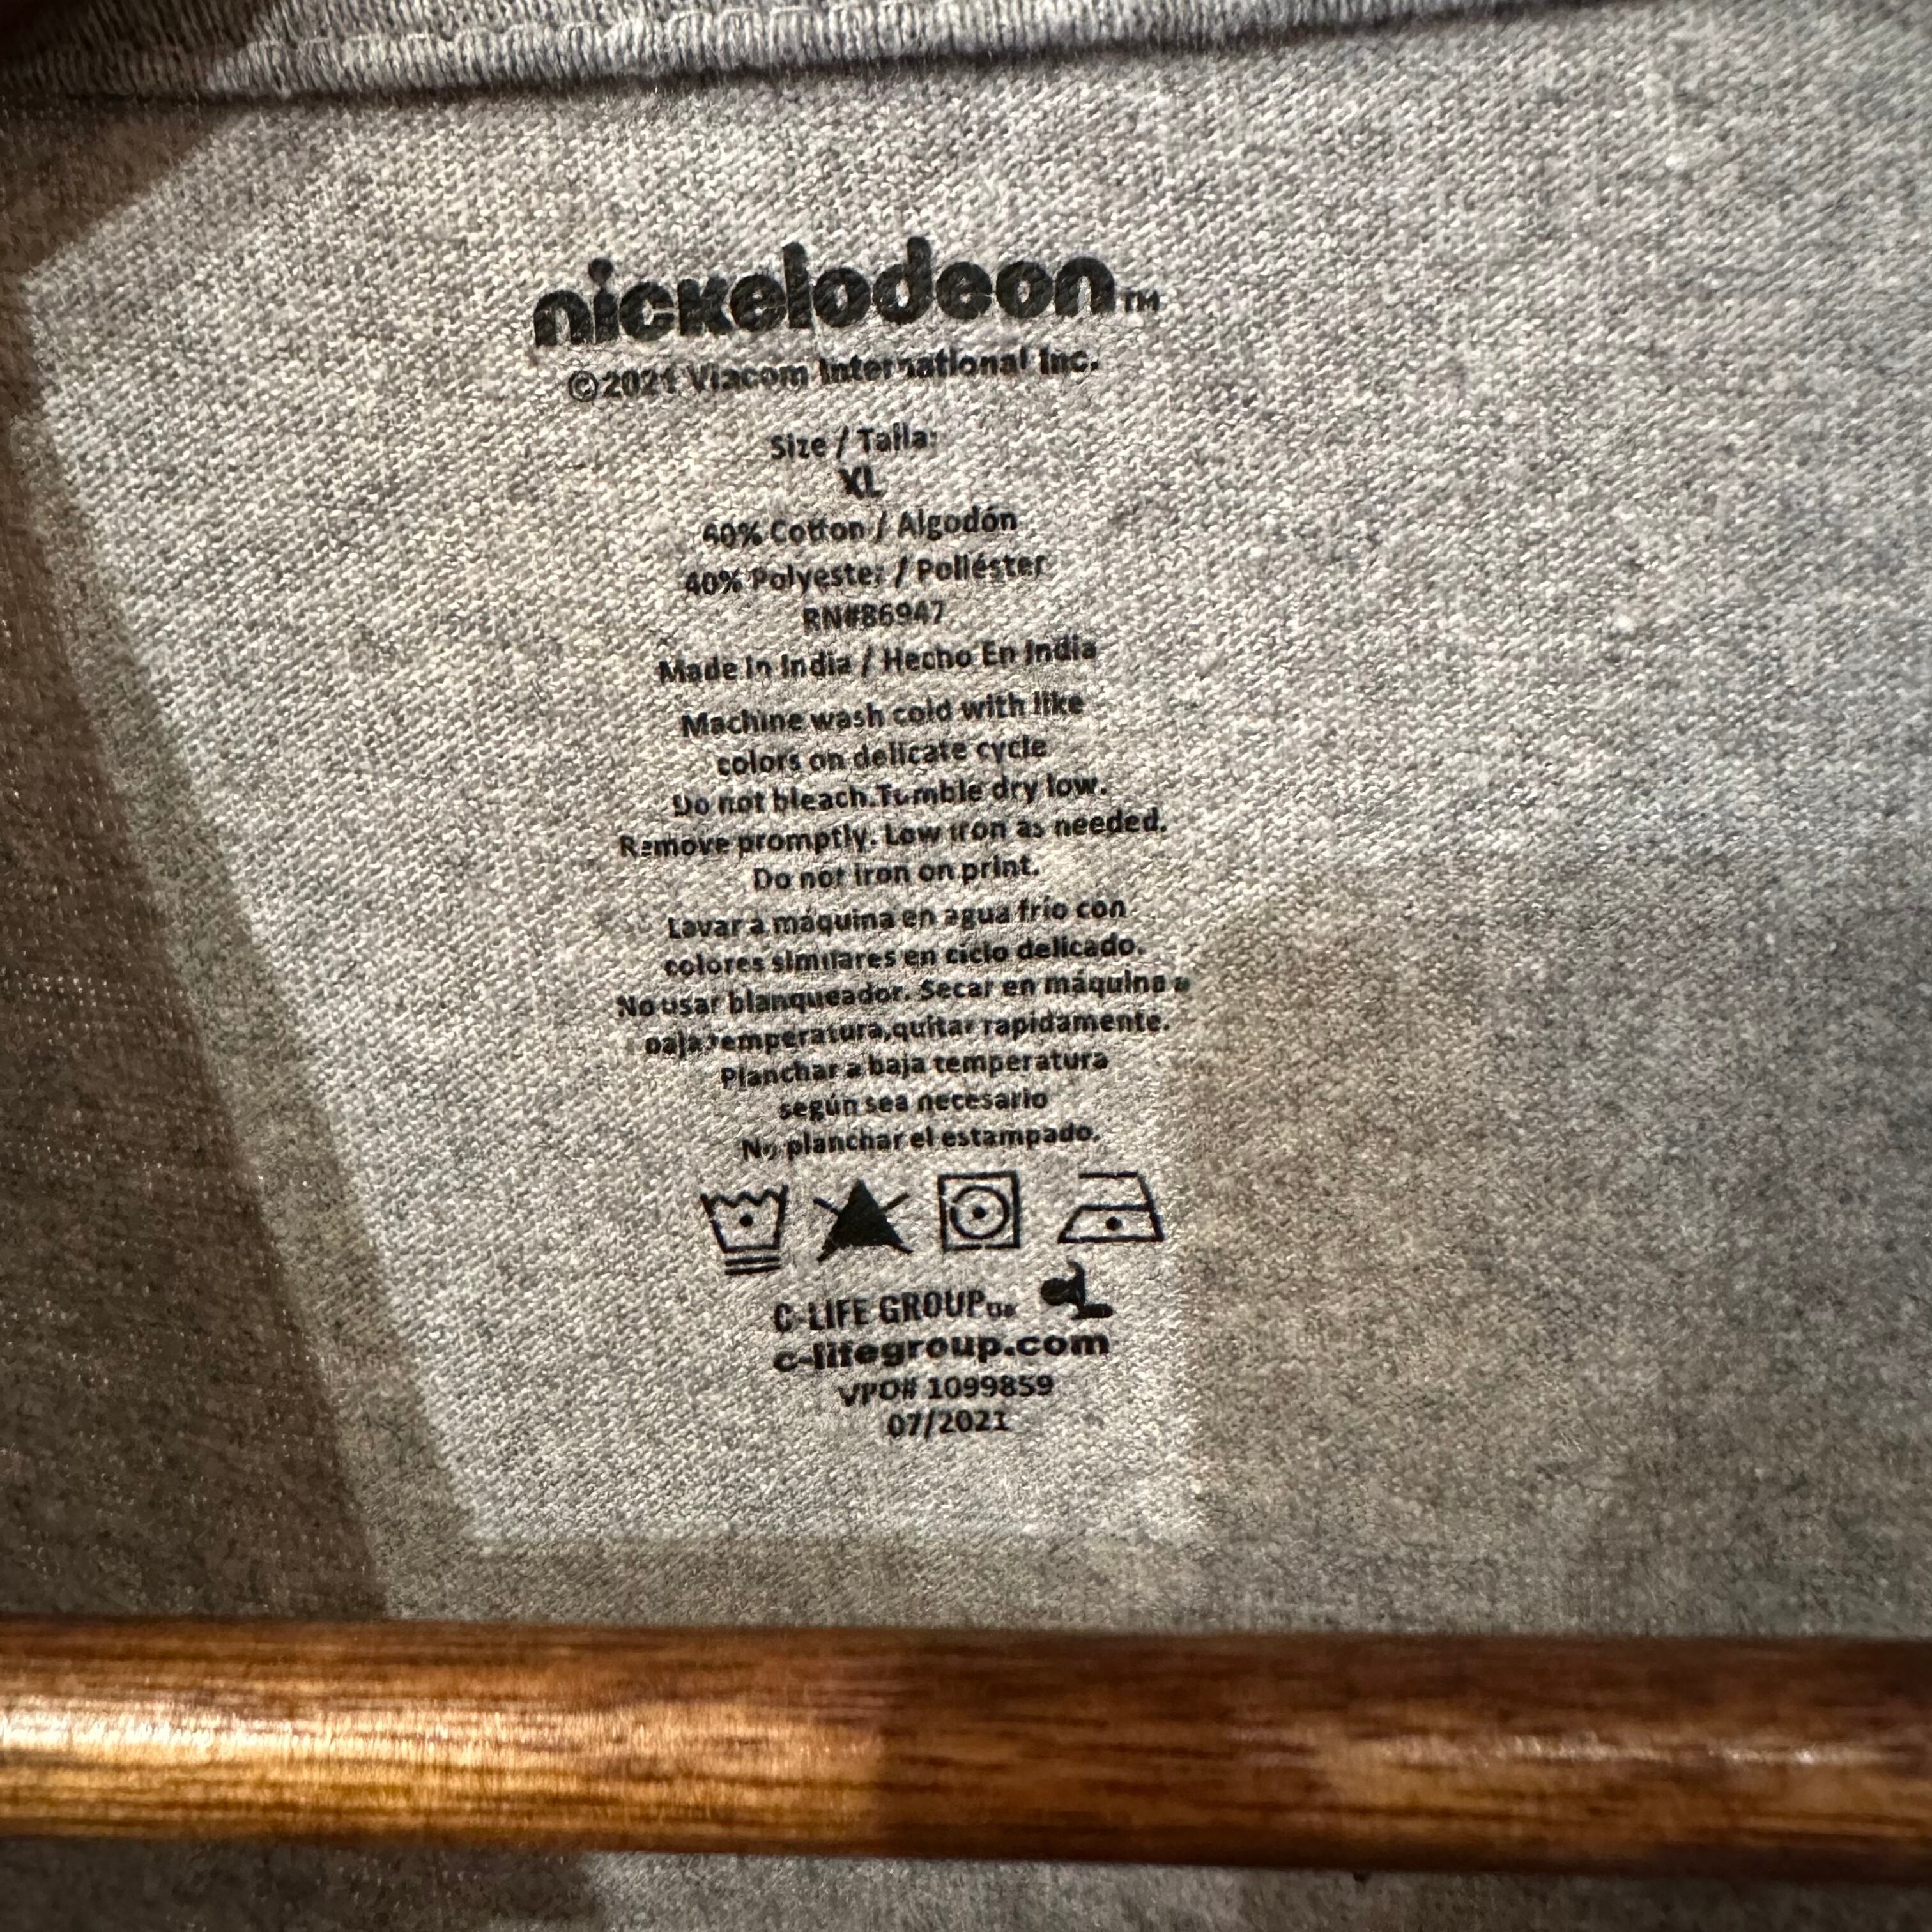 nickelodeon™
©2021 Viacom International Inc.
Size / Talla:
XL
60% Cotton / Algodón
40% Polyester / Poliéster
RN#86947
Made In India / Hecho En India
Machine wash cold with like
colors on delicate cycle
Do not bleach.Tumble dry low.
Remove promptly. Low iron as needed.
Do not iron on print.
Lavar a máquina en agua frío con
colores similares en ciclo delicado.
No usar blanqueador. Secar en máquina a
baja temperatura,quitar rapidamente.
Planchar a baja temperatura
según sea necesario
No planchar el estampado.
C-LIFE GROUP LTD
c-lifegroup.com
VPO# 1099859
07/2021